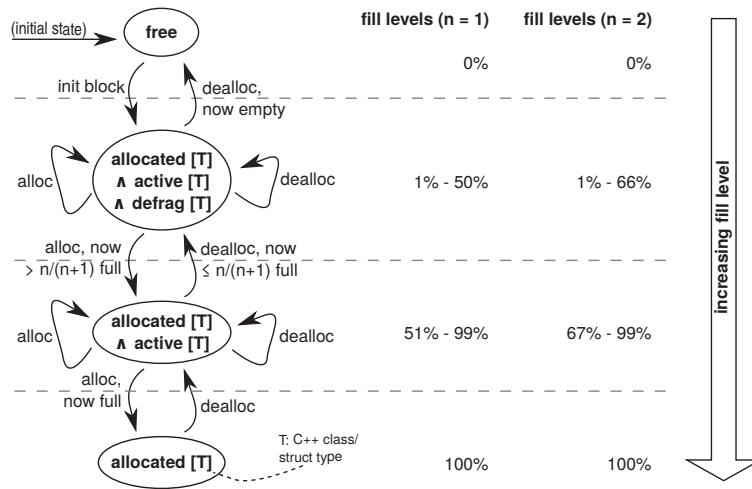 fill levels (n = 1) fill levels (n = 2)
(initial state)
free
0% 0%
init block
dealloc,
now empty
allocated [T]
∧ active [T]
∧ defrag [T]
alloc
dealloc
1% - 50% 1% - 66%
alloc, now
> n/(n+1) full
dealloc, now
≤ n/(n+1) full
allocated [T]
∧ active [T]
alloc
dealloc
51% - 99% 67% - 99%
alloc,
now full
dealloc
allocated [T]
T: C++ class/
struct type
100% 100%
increasing fill level